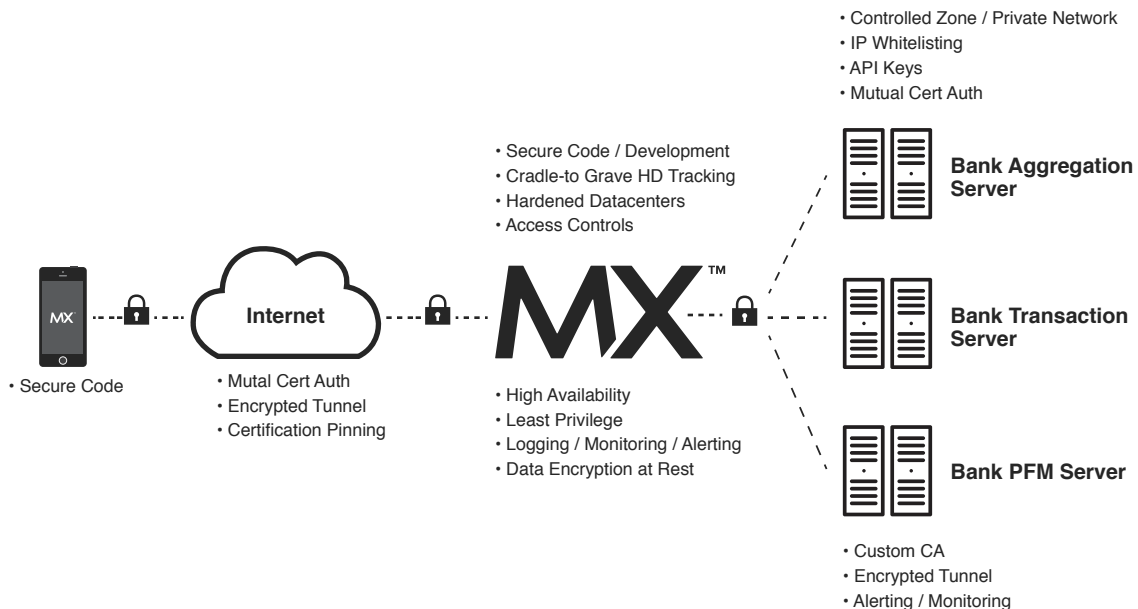 • Controlled Zone / Private Network
• IP Whitelisting
• API Keys
• Mutual Cert Auth
• Secure Code / Development
• Cradle-to Grave HD Tracking
• Hardened Datacenters
• Access Controls
Bank Aggregation
Server
MX
• Secure Code
Internet
• Mutal Cert Auth
• Encrypted Tunnel
• Certification Pinning
MX™
• High Availability
• Least Privilege
• Logging / Monitoring / Alerting
• Data Encryption at Rest
Bank Transaction
Server
Bank PFM Server
• Custom CA
• Encrypted Tunnel
• Alerting / Monitoring